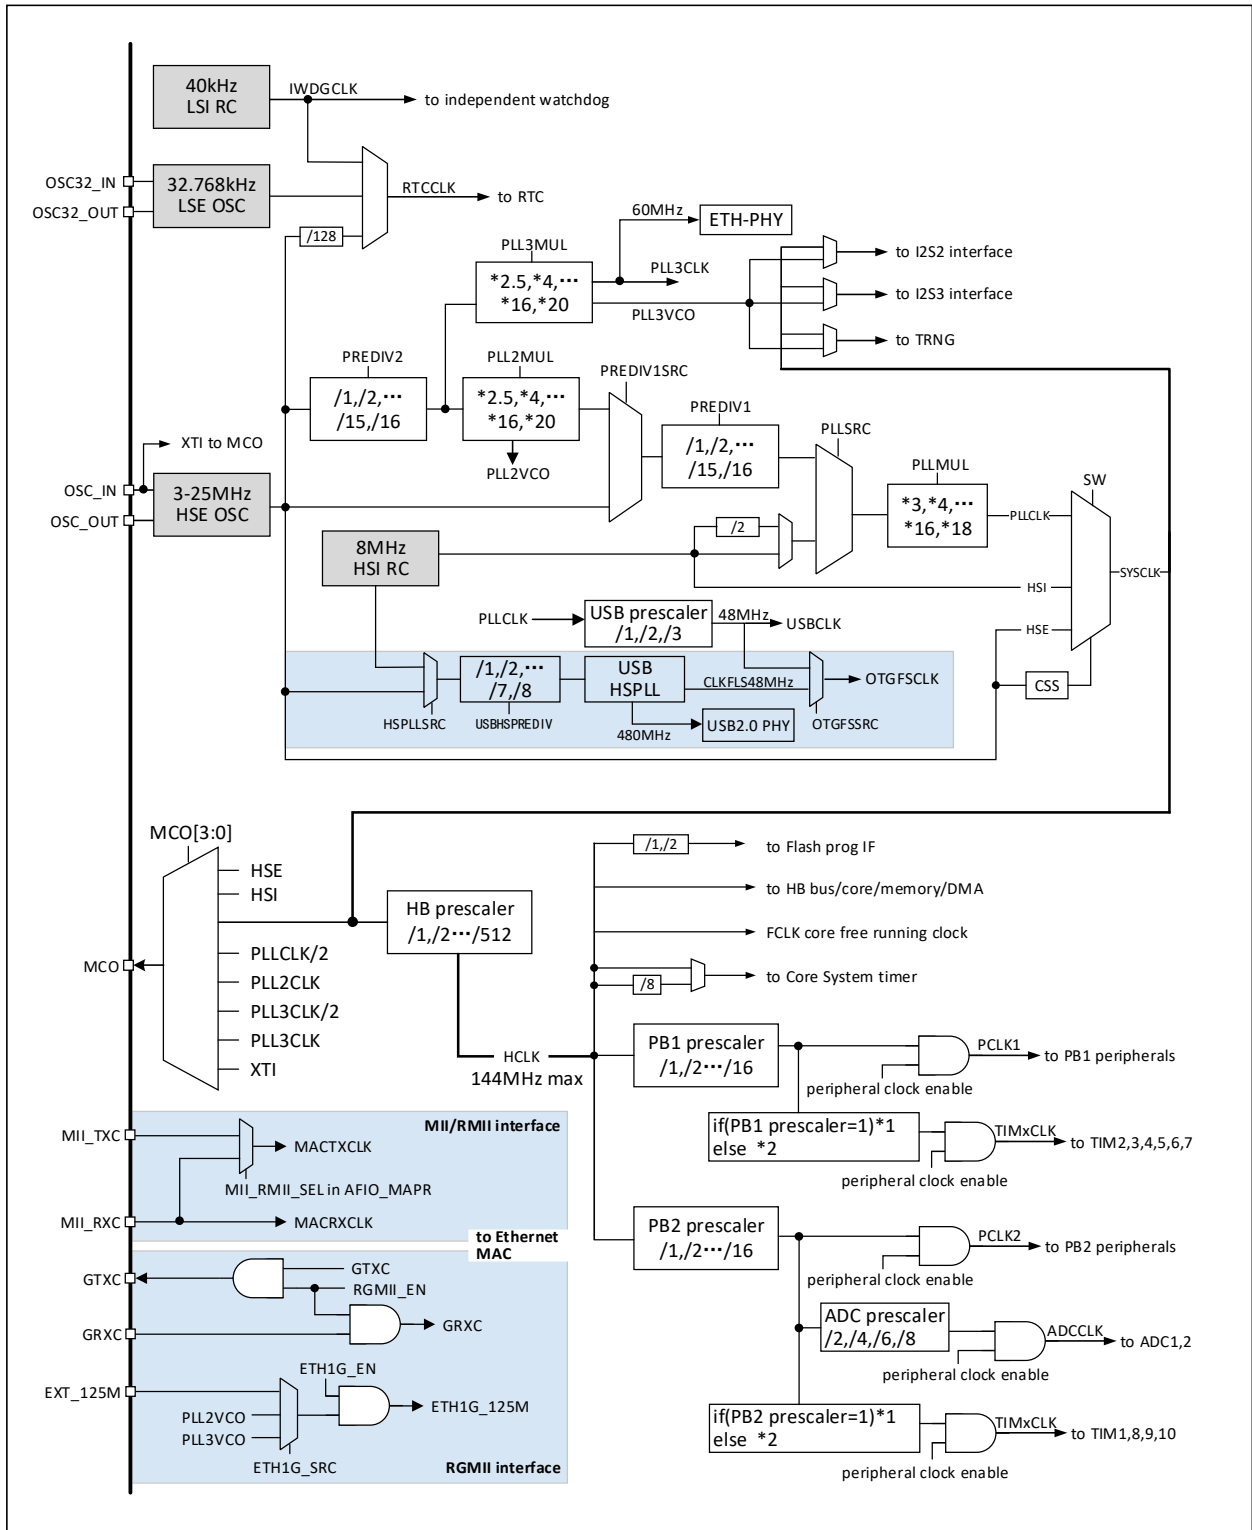 40kHz
LSI RC
IWDGCLK
to independent watchdog
OSC32_IN
OSC32_OUT
32.768kHz
LSE OSC
RTCCLK
to RTC
/128
60MHz
ETH-PHY
PLL3MUL
*2.5,*4,···
*16,*20
PLL3CLK
PLL3VCO
to I2S2 interface
to I2S3 interface
to TRNG
PREDIV2
/1,/2,···
/15,/16
PLL2MUL
*2.5,*4,···
*16,*20
PLL2VCO
PREDIV1SRC
PREDIV1
/1,/2,···
/15,/16
PLLSRC
PLLMUL
*3,*4,···
*16,*18
PLLCLK
SW
XTI to MCO
OSC_IN
OSC_OUT
3-25MHz
HSE OSC
/2
8MHz
HSI RC
HSI
SYSCLK
HSE
CSS
PLLCLK
USB prescaler
/1,/2,/3
48MHz
USBCLK
/1,/2,···
/7,/8
USB
HSPLL
CLKFLS48MHz
OTGFSCLK
HSPLLSRC
USBHSPREDIV
480MHz
USB2.0 PHY
OTGFSSRC
MCO[3:0]
HSE
HSI
PLLCLK/2
PLL2CLK
PLL3CLK/2
PLL3CLK
XTI
MCO
HB prescaler
/1,/2···/512
/1,/2
to Flash prog IF
to HB bus/core/memory/DMA
FCLK core free running clock
/8
to Core System timer
HCLK
144MHz max
PB1 prescaler
/1,/2···/16
PCLK1
to PB1 peripherals
peripheral clock enable
if(PB1 prescaler=1)*1
else *2
TIMxCLK
to TIM2,3,4,5,6,7
peripheral clock enable
MII/RMII interface
MII_TXC
MACTXCLK
MII_RMII_SEL in AFIO_MAPR
MII_RXC
MACRXCLK
to Ethernet
MAC
PB2 prescaler
/1,/2···/16
PCLK2
to PB2 peripherals
peripheral clock enable
GTXC
GTXC
RGMII_EN
GRXC
GRXC
ADC prescaler
/2,/4,/6,/8
ADCCLK
to ADC1,2
peripheral clock enable
ETH1G_EN
EXT_125M
PLL2VCO
PLL3VCO
ETH1G_125M
ETH1G_SRC
RGMII interface
if(PB2 prescaler=1)*1
else *2
TIMxCLK
to TIM1,8,9,10
peripheral clock enable